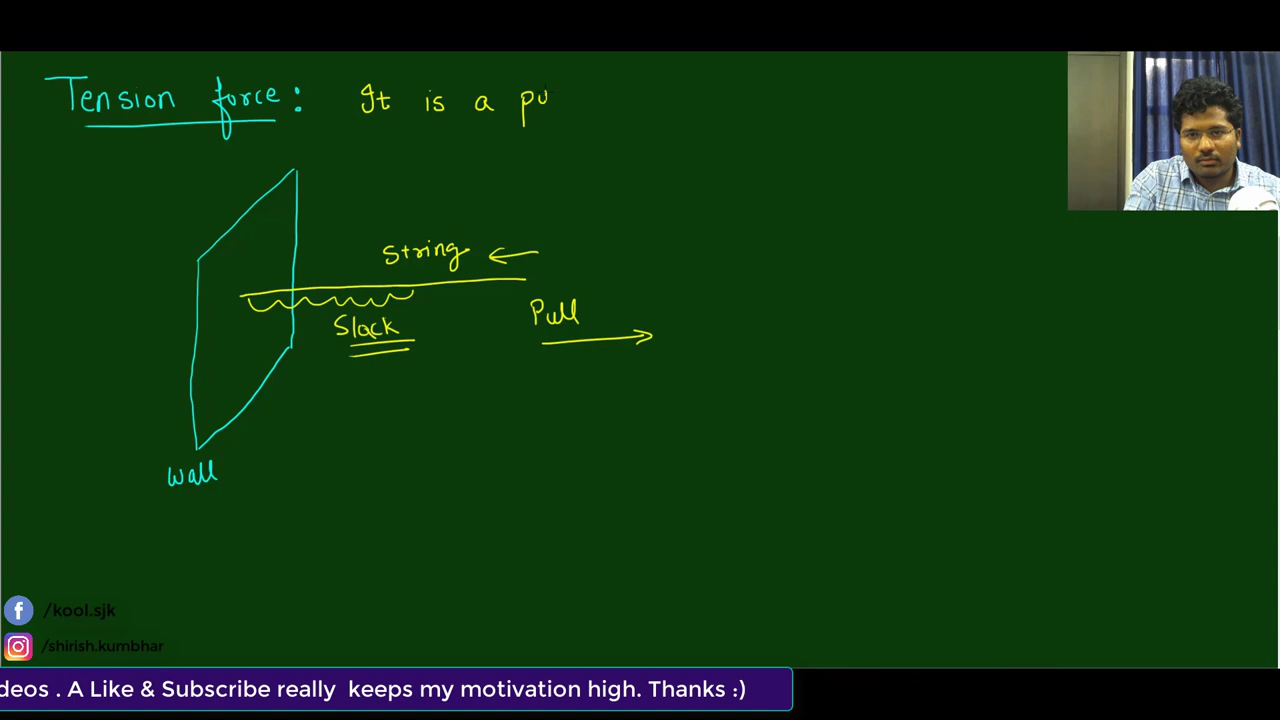 Tension force: It is a pu
String
Pull
Slack
Wall
/kool.sjk
/shirish.kumbhar
deos . A Like & Subscribe really keeps my motivation high. Thanks :)